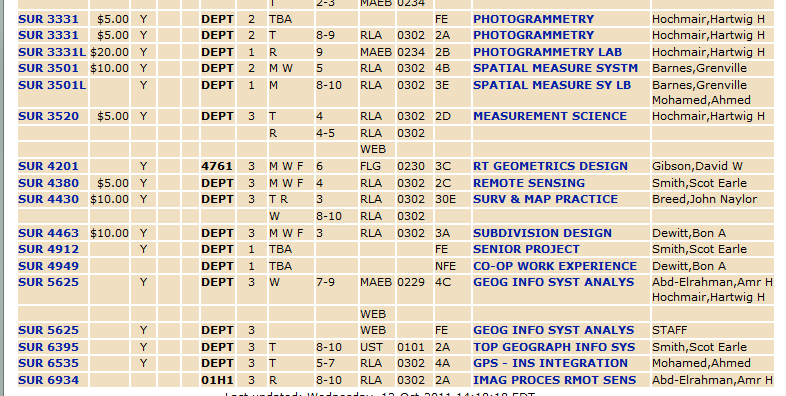 T 2-3 MAEB 0234
SUR 3331 $5.00 Y DEPT 2 TBA FE PHOTOGRAMMETRY Hochmair,Hartwig H
SUR 3331 $5.00 Y DEPT 2 T 8-9 RLA 0302 2A PHOTOGRAMMETRY Hochmair,Hartwig H
SUR 3331L $20.00 Y DEPT 1 R 9 MAEB 0234 2B PHOTOGRAMMETRY LAB Hochmair,Hartwig H
SUR 3501 $10.00 Y DEPT 2 M W 5 RLA 0302 4B SPATIAL MEASURE SYSTM Barnes,Grenville
SUR 3501L Y DEPT 1 M 8-10 RLA 0302 3E SPATIAL MEASURE SY LB Barnes,Grenville
Mohamed,Ahmed
SUR 3520 $5.00 Y DEPT 3 T 4 RLA 0302 2D MEASUREMENT SCIENCE Hochmair,Hartwig H
R 4-5 RLA 0302
WEB
SUR 4201 Y 4761 3 M W F 6 FLG 0230 3C RT GEOMETRICS DESIGN Gibson,David W
SUR 4380 $5.00 Y DEPT 3 M W F 4 RLA 0302 2C REMOTE SENSING Smith,Scot Earle
SUR 4430 $10.00 Y DEPT 3 T R 3 RLA 0302 30E SURV & MAP PRACTICE Breed,John Naylor
W 8-10 RLA 0302
SUR 4463 $10.00 Y DEPT 3 M W F 3 RLA 0302 3A SUBDIVISION DESIGN Dewitt,Bon A
SUR 4912 Y DEPT 1 TBA FE SENIOR PROJECT Smith,Scot Earle
SUR 4949 DEPT 1 TBA NFE CO-OP WORK EXPERIENCE Dewitt,Bon A
SUR 5625 Y DEPT 3 W 7-9 MAEB 0229 4C GEOG INFO SYST ANALYS Abd-Elrahman,Amr H
Hochmair,Hartwig H
WEB
SUR 5625 Y DEPT 3 WEB FE GEOG INFO SYST ANALYS STAFF
SUR 6395 Y DEPT 3 T 8-10 UST 0101 2A TOP GEOGRAPH INFO SYS Smith,Scot Earle
SUR 6535 Y DEPT 3 T 5-7 RLA 0302 4A GPS - INS INTEGRATION Mohamed,Ahmed
SUR 6934 01H1 3 R 8-10 RLA 0302 2A IMAG PROCES RMOT SENS Abd-Elrahman,Amr H
Last updated: Wednesday, 12-Oct-2011